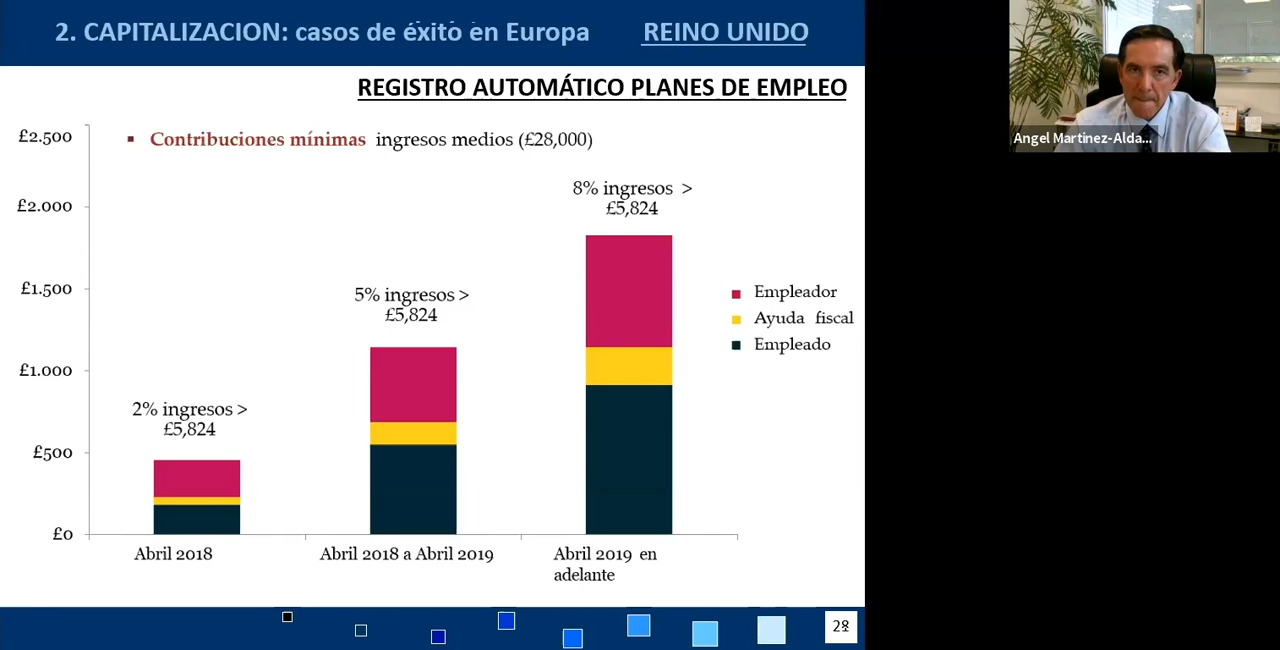 2. CAPITALIZACION: casos de éxito en Europa REINO UNIDO
REGISTRO AUTOMÁTICO PLANES DE EMPLEO
Contribuciones mínimas ingresos medios (£28,000)
£2.500
£2.000
£1.500
£1.000
£500
£0
2% ingresos >
£5,824
5% ingresos >
£5,824
8% ingresos >
£5,824
Empleador
Ayuda fiscal
Empleado
Abril 2018
Abril 2018 a Abril 2019
Abril 2019 en
adelante
Angel Martinez-Alda...